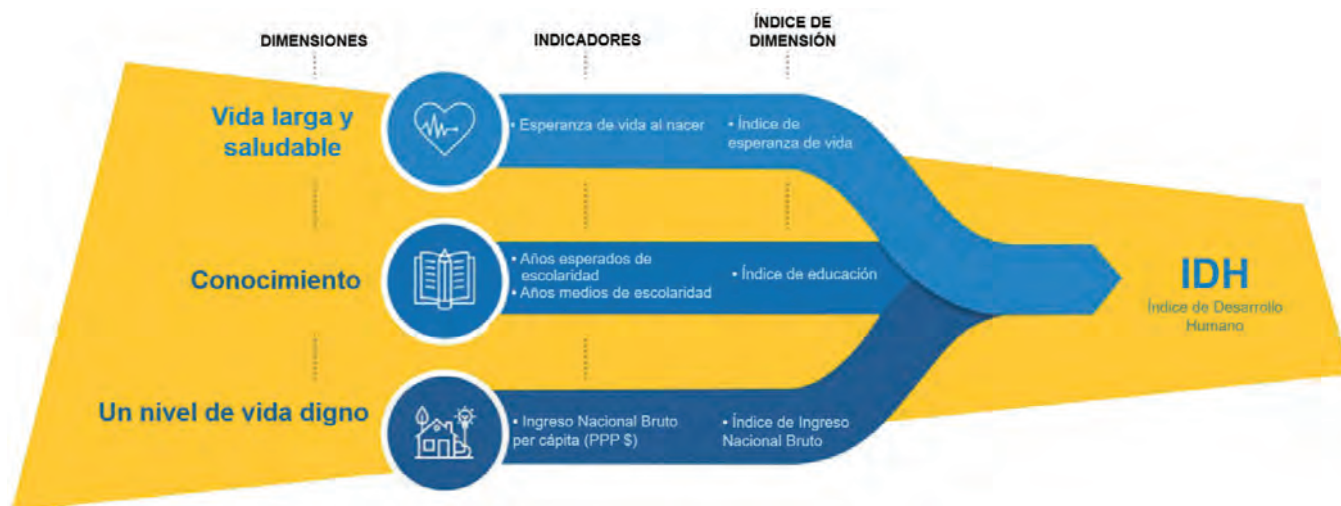 DIMENSIONES
INDICADORES
ÍNDICE DE
DIMENSIÓN
Vida larga y
saludable
• Esperanza de vida al nacer
• Índice de
esperanza de vida
Conocimiento
• Años esperados de
escolaridad
• Años medios de escolaridad
• Índice de educación
Un nivel de vida digno
• Ingreso Nacional Bruto
per cápita (PPP $)
• Índice de Ingreso
Nacional Bruto
IDH
Índice de Desarrollo
Humano